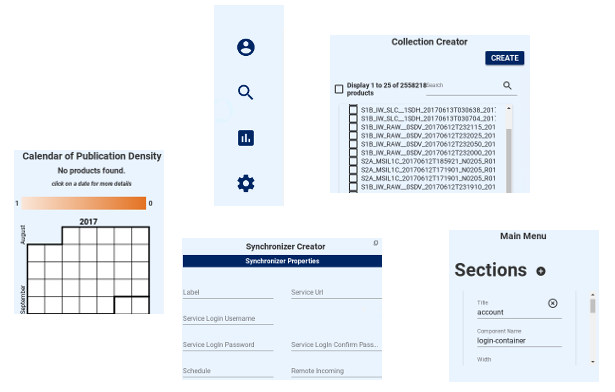 Collection Creator
CREATE
Display 1 to 25 of 2558218 products
Search
S1B_IW_SLC__1SDH_20170613T030638_201
S1B_IW_SLC__1SDH_20170613T030704_201
S1B_IW_RAW__0SDV_20170612T232115_201
S1B_IW_RAW__0SDV_20170612T232025_201
S1B_IW_RAW__0SDV_20170612T232050_201
S1B_IW_RAW__0SDV_20170612T232000_201
S2A_MSIL1C_20170612T185921_N0205_R01
S2A_MSIL1C_20170612T171901_N0205_R01
S2A_MSIL1C_20170612T171901_N0205_R01
S1B_IW_RAW__0SDV_20170612T231910_201
Calendar of Publication Density
No products found.
click on a date for more details
1
0
2017
August
September
Synchronizer Creator
Synchronizer Properties
Label
Service Url
Service Login Username
Service Login Password
Service Login Confirm Pass...
Schedule
Remote Incoming
Main Menu
Sections
Title
account
Component Name
login-container
Width